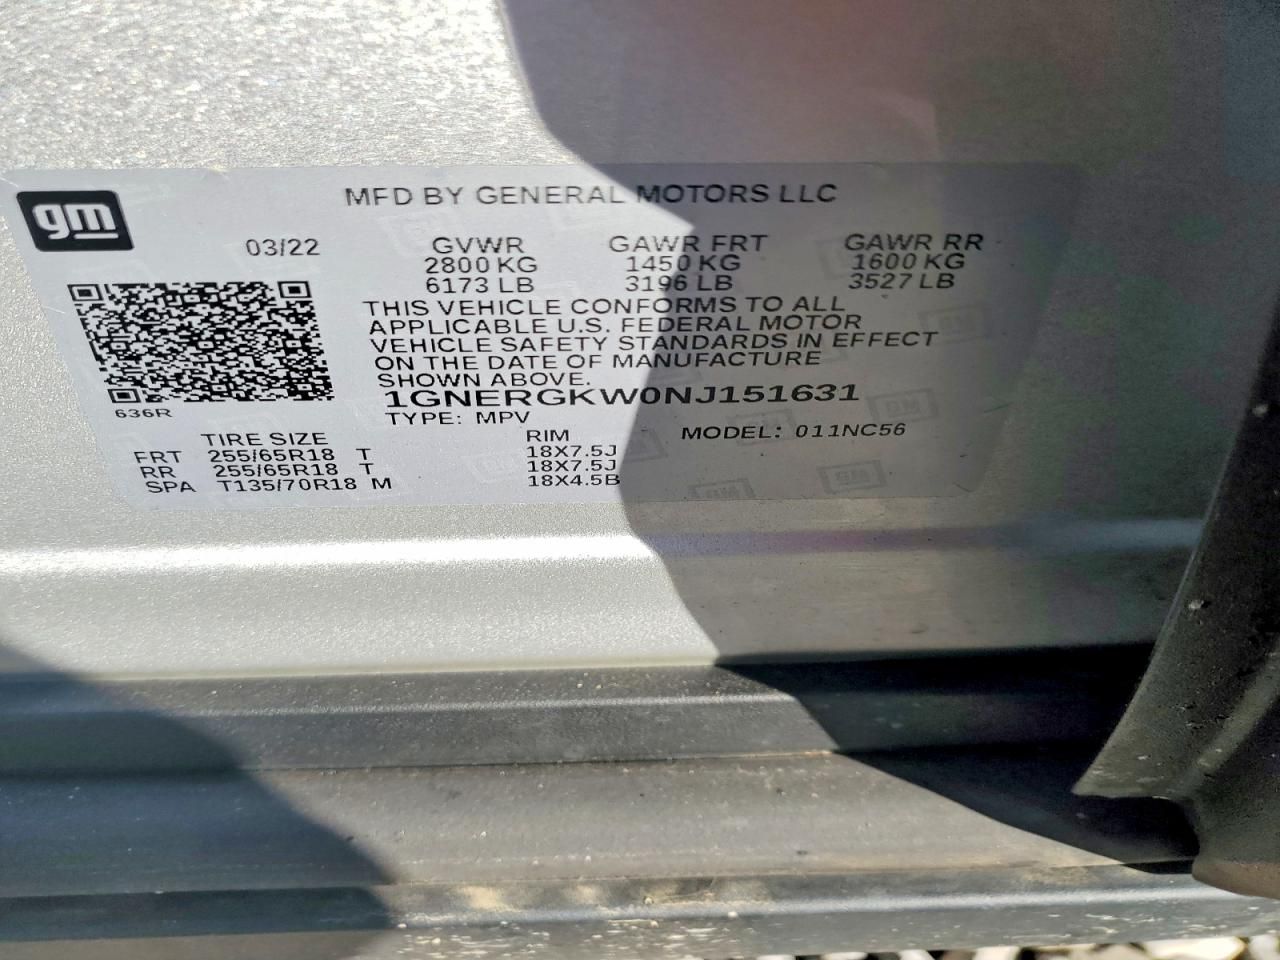 gm
MFD BY GENERAL MOTORS LLC
03/22 GVWR GAWR FRT GAWR RR
2800 KG 1450 KG 1600 KG
6173 LB 3196 LB 3527 LB
THIS VEHICLE CONFORMS TO ALL
APPLICABLE U.S. FEDERAL MOTOR
VEHICLE SAFETY STANDARDS IN EFFECT
ON THE DATE OF MANUFACTURE
SHOWN ABOVE.
1GNERGKW0NJ151631
636R
TYPE: MPV MODEL: 011NC56
TIRE SIZE RIM
FRT 255/65R18 T 18X7.5J
RR 255/65R18 T 18X7.5J
SPA T135/70R18 M 18X4.5B